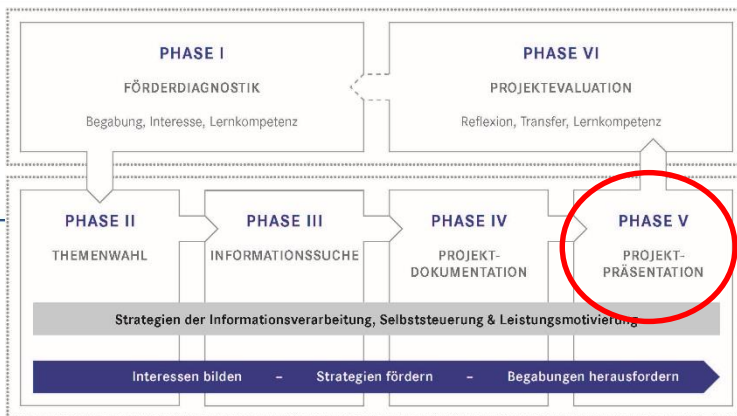 PHASE I
FÖRDERDIAGNOSTIK
Begabung, Interesse, Lernkompetenz
PHASE VI
PROJEKTEVALUATION
Reflexion, Transfer, Lernkompetenz
PHASE II
THEMENWAHL
PHASE III
INFORMATIONSSUCHE
PHASE IV
PROJEKT-
DOKUMENTATION
PHASE V
PROJEKT-
PRÄSENTATION
Strategien der Informationsverarbeitung, Selbststeuerung & Leistungsmotivierung
Interessen bilden – Strategien fördern – Begabungen herausfordern